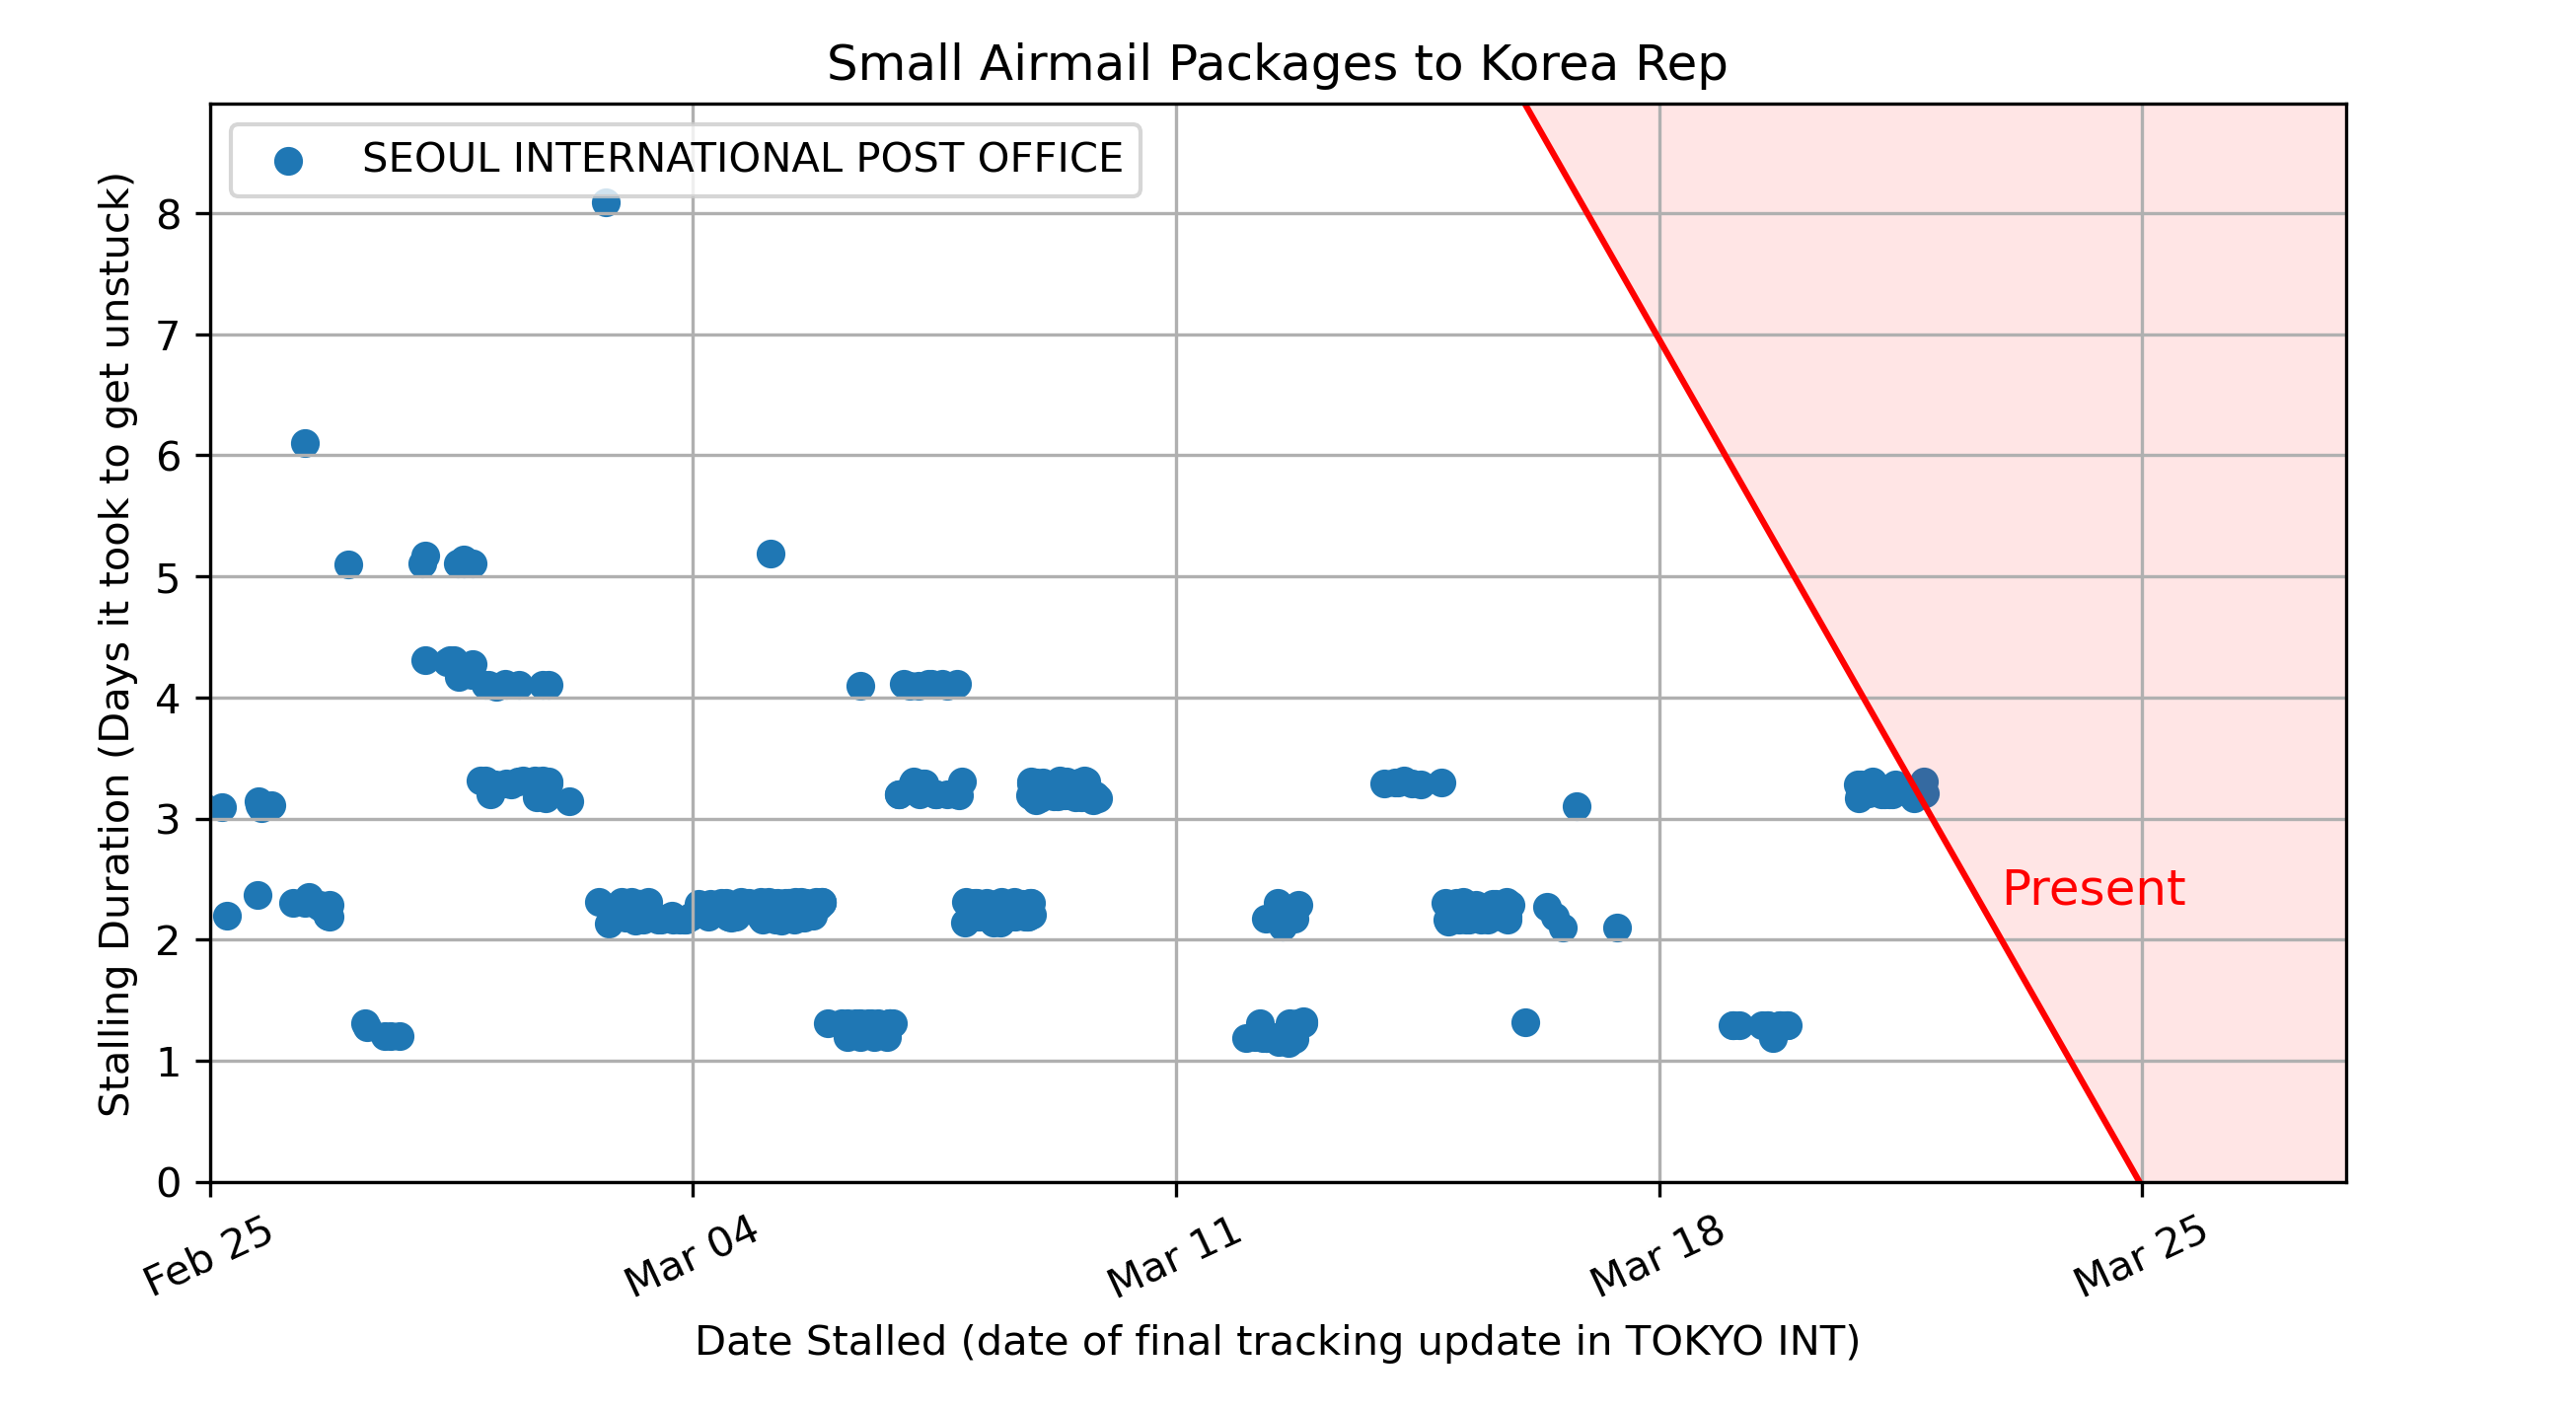 Small Airmail Packages to Korea Rep
SEOUL INTERNATIONAL POST OFFICE
Stalling Duration (Days it took to get unstuck)
8
7
6
5
4
3
2
1
0
Present
Feb 25
Mar 04
Mar 11
Mar 18
Mar 25
Date Stalled (date of final tracking update in TOKYO INT)